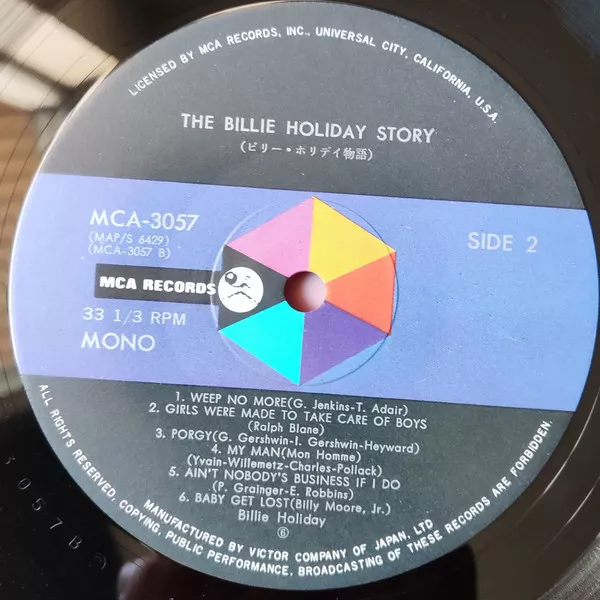 LICENSED BY MCA RECORDS, INC., UNIVERSAL CITY, CALIFORNIA, U.S.A.
THE BILLIE HOLIDAY STORY
(ビリー・ホリデイ物語)
MCA-3057
(MAP/S 6429)
(MCA-3057 B)
SIDE 2
MCA RECORDS
33 1/3 RPM
MONO
1. WEEP NO MORE(G. Jenkins-T. Adair)
2. GIRLS WERE MADE TO TAKE CARE OF BOYS
(Ralph Blane)
3. PORGY(G. Gershwin-I. Gershwin-Heyward)
4. MY MAN(Mon Homme)
(Yvain-Willemetz-Charles-Pollack)
5. AIN'T NOBODY'S BUSINESS IF I DO
(P. Grainger-E. Robbins)
6. BABY GET LOST(Billy Moore, Jr.)
Billie Holiday
⑥
MANUFACTURED BY VICTOR COMPANY OF JAPAN, LTD
ALL RIGHTS RESERVED, COPYING, PUBLIC PERFORMANCE, BROADCASTING OF THESE RECORDS ARE FORBIDDEN.